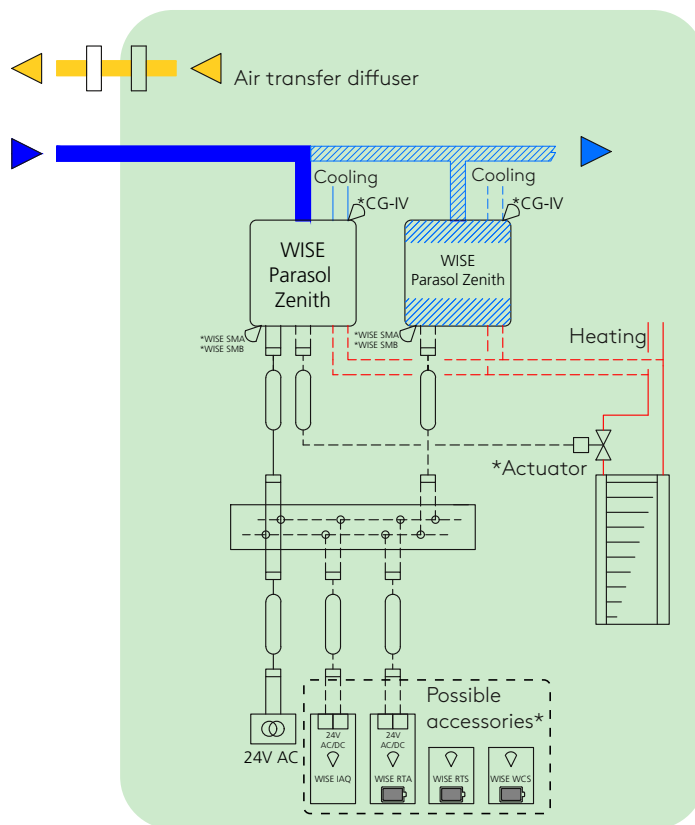 Air transfer diffuser
Cooling
Cooling
*CG-IV
*CG-IV
WISE
Parasol
Zenith
WISE
Parasol Zenith
*WISE SMA
*WISE SMB
*WISE SMA
*WISE SMB
Heating
*Actuator
Possible
accessories*
24V AC
24V
AC/DC
WISE IAQ
24V
AC/DC
WISE RTA
WISE RTS
WISE WCS